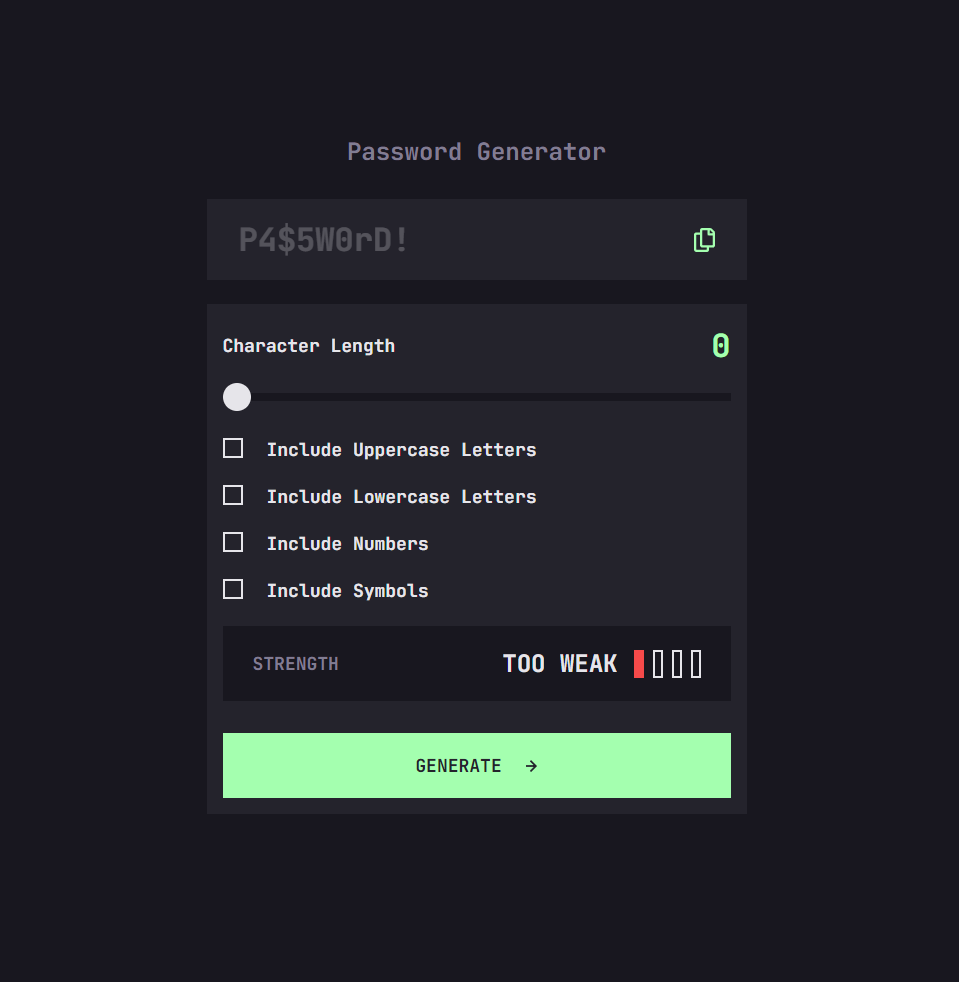 Password Generator
P4$5W0rD!
Character Length 0
Include Uppercase Letters
Include Lowercase Letters
Include Numbers
Include Symbols
STRENGTH TOO WEAK
GENERATE →